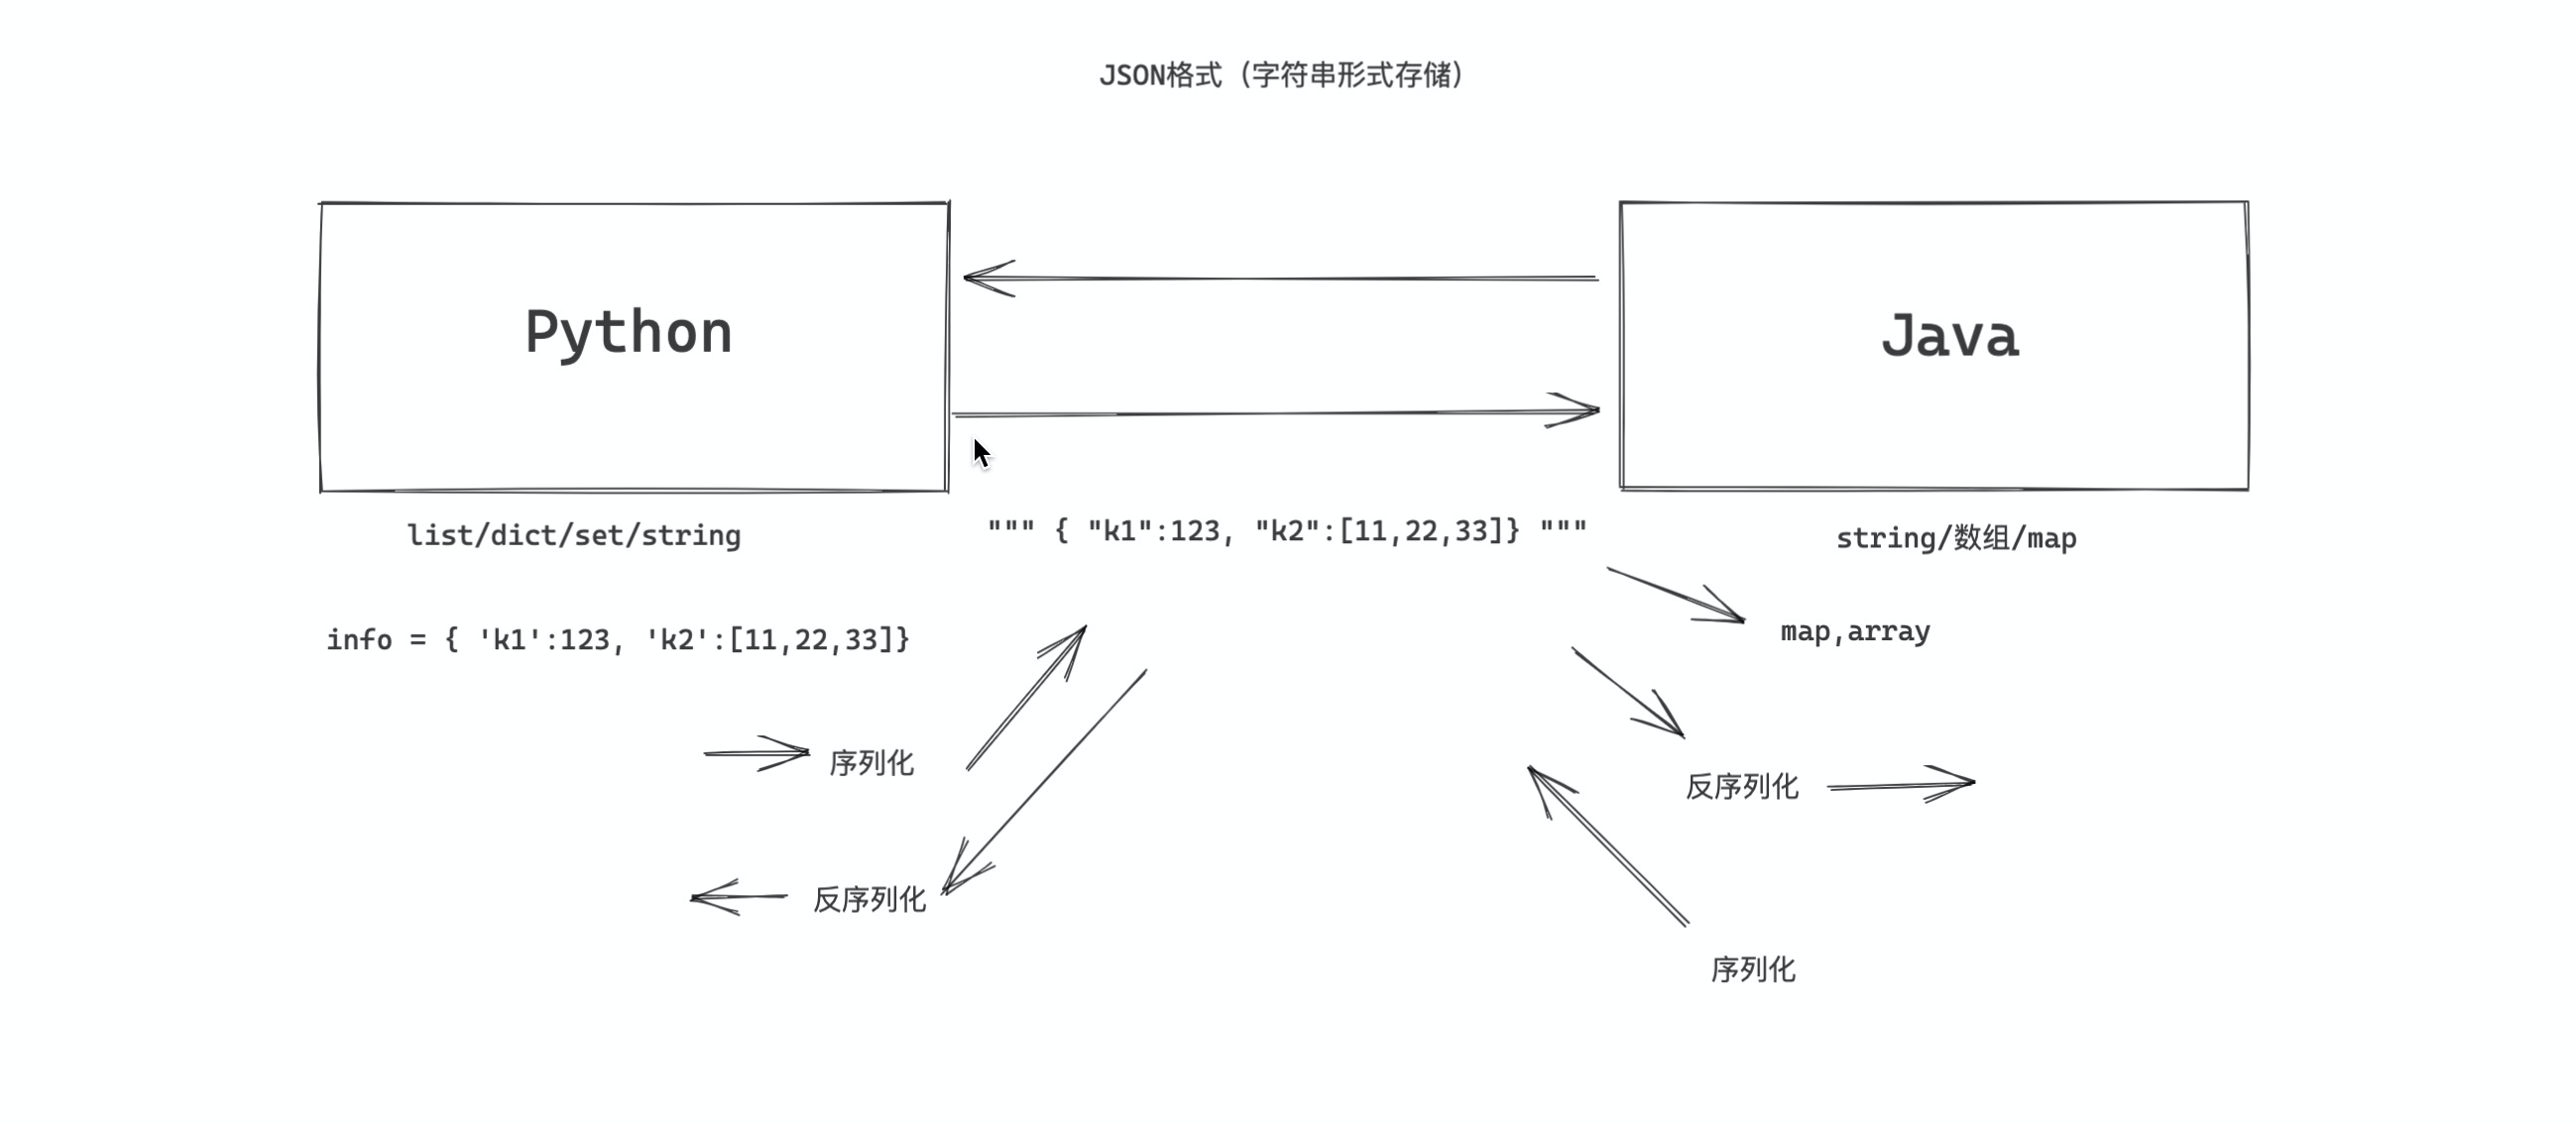 JSON格式（字符串形式存储）
Python
Java
list/dict/set/string
""" { "k1":123, "k2":[11,22,33]} """
string/数组/map
info = { 'k1':123, 'k2':[11,22,33]}
map,array
序列化
反序列化
反序列化
序列化